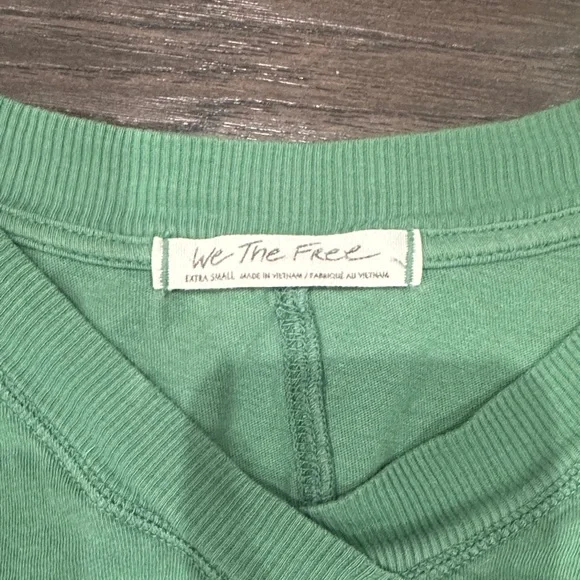 We The Free
EXTRA SMALL MADE IN VIETNAM / FABRIQUÉ AU VIETNAM